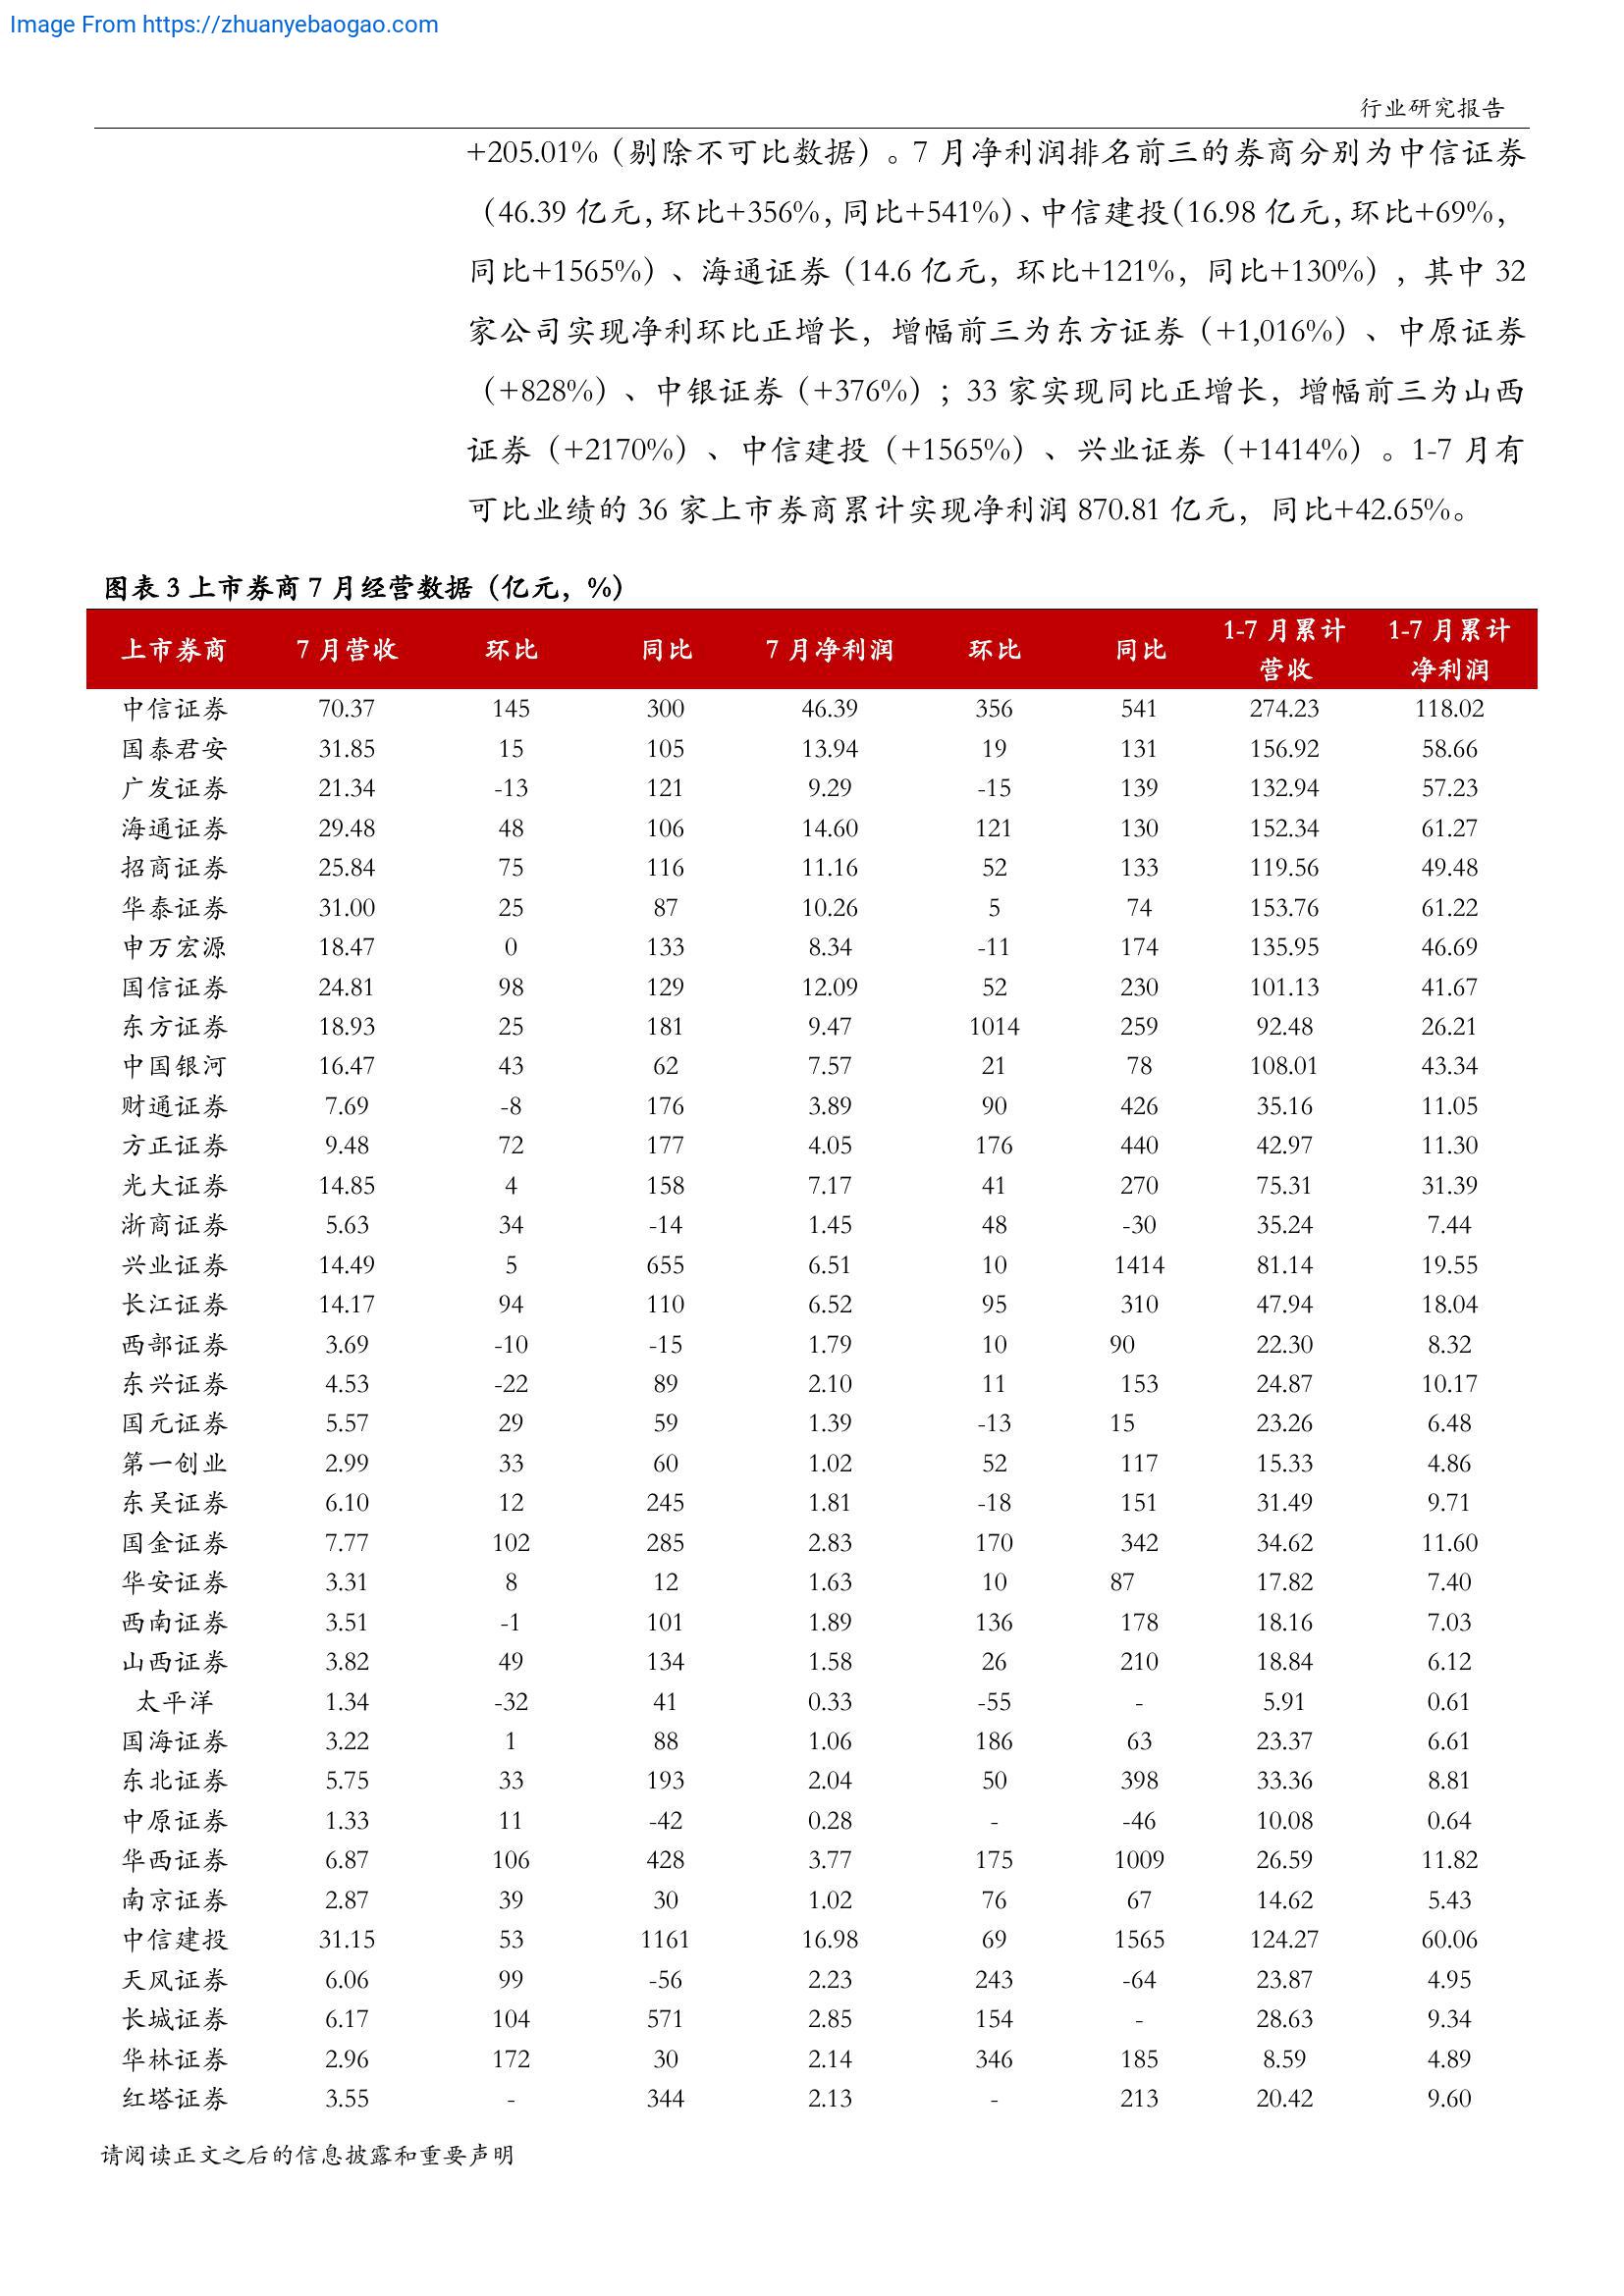 Image From https://zhuanyebaogao.com
行业研究报告
+205.01%（剔除不可比数据）。7 月净利润排名前三的券商分别为中信证券
（46.39 亿元，环比+356%，同比+541%）、中信建投（16.98 亿元，环比+69%，
同比+1565%）、海通证券（14.6 亿元，环比+121%，同比+130%），其中 32
家公司实现净利环比正增长，增幅前三为东方证券（+1,016%）、中原证券
（+828%）、中银证券（+376%）；33 家实现同比正增长，增幅前三为山西
证券（+2170%）、中信建投（+1565%）、兴业证券（+1414%）。1-7 月有
可比业绩的 36 家上市券商累计实现净利润 870.81 亿元，同比+42.65%。
图表 3 上市券商 7 月经营数据（亿元，%）
上市券商 7 月营收 环比 同比 7 月净利润 环比 同比 1-7 月累计营收 1-7 月累计净利润
中信证券 70.37 145 300 46.39 356 541 274.23 118.02
国泰君安 31.85 15 105 13.94 19 131 156.92 58.66
广发证券 21.34 -13 121 9.29 -15 139 132.94 57.23
海通证券 29.48 48 106 14.60 121 130 152.34 61.27
招商证券 25.84 75 116 11.16 52 133 119.56 49.48
华泰证券 31.00 25 87 10.26 5 74 153.76 61.22
申万宏源 18.47 0 133 8.34 -11 174 135.95 46.69
国信证券 24.81 98 129 12.09 52 230 101.13 41.67
东方证券 18.93 25 181 9.47 1014 259 92.48 26.21
中国银河 16.47 43 62 7.57 21 78 108.01 43.34
财通证券 7.69 -8 176 3.89 90 426 35.16 11.05
方正证券 9.48 72 177 4.05 176 440 42.97 11.30
光大证券 14.85 4 158 7.17 41 270 75.31 31.39
浙商证券 5.63 34 -14 1.45 48 -30 35.24 7.44
兴业证券 14.49 5 655 6.51 10 1414 81.14 19.55
长江证券 14.17 94 110 6.52 95 310 47.94 18.04
西部证券 3.69 -10 -15 1.79 10 90 22.30 8.32
东兴证券 4.53 -22 89 2.10 11 153 24.87 10.17
国元证券 5.57 29 59 1.39 -13 15 23.26 6.48
第一创业 2.99 33 60 1.02 52 117 15.33 4.86
东吴证券 6.10 12 245 1.81 -18 151 31.49 9.71
国金证券 7.77 102 285 2.83 170 342 34.62 11.60
华安证券 3.31 8 12 1.63 10 87 17.82 7.40
西南证券 3.51 -1 101 1.89 136 178 18.16 7.03
山西证券 3.82 49 134 1.58 26 210 18.84 6.12
太平洋 1.34 -32 41 0.33 -55 - 5.91 0.61
国海证券 3.22 1 88 1.06 186 63 23.37 6.61
东北证券 5.75 33 193 2.04 50 398 33.36 8.81
中原证券 1.33 11 -42 0.28 - -46 10.08 0.64
华西证券 6.87 106 428 3.77 175 1009 26.59 11.82
南京证券 2.87 39 30 1.02 76 67 14.62 5.43
中信建投 31.15 53 1161 16.98 69 1565 124.27 60.06
天风证券 6.06 99 -56 2.23 243 -64 23.87 4.95
长城证券 6.17 104 571 2.85 154 - 28.63 9.34
华林证券 2.96 172 30 2.14 346 185 8.59 4.89
红塔证券 3.55 - 344 2.13 - 213 20.42 9.60
请阅读正文之后的信息披露和重要声明